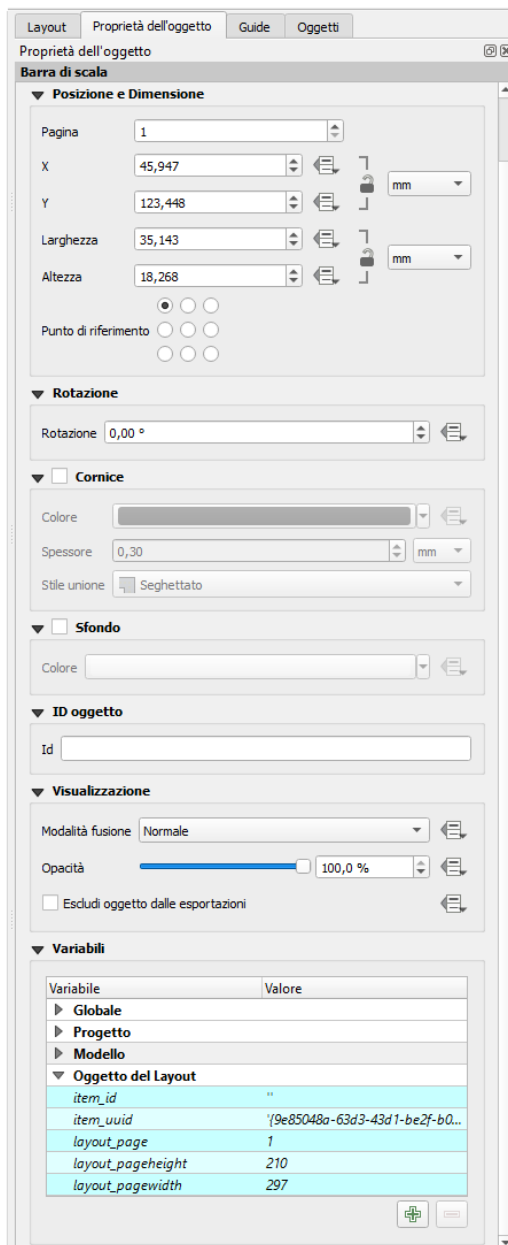 Layout Proprietà dell'oggetto Guide Oggetti
Proprietà dell'oggetto
Barra di scala
Posizione e Dimensione
Pagina 1
X 45,947
mm
Y 123,448
Larghezza 35,143
mm
Altezza 18,268
Punto di riferimento
Rotazione
Rotazione 0,00 °
Cornice
Colore
Spessore 0,30 mm
Stile unione Seghettato
Sfondo
Colore
ID oggetto
Id
Visualizzazione
Modalità fusione Normale
Opacità 100,0 %
Escludi oggetto dalle esportazioni
Variabili
Variabile Valore
Globale
Progetto
Modello
Oggetto del Layout
item_id ''
item_uuid '{9e85048a-63d3-43d1-be2f-b0...
layout_page 1
layout_pageheight 210
layout_pagewidth 297